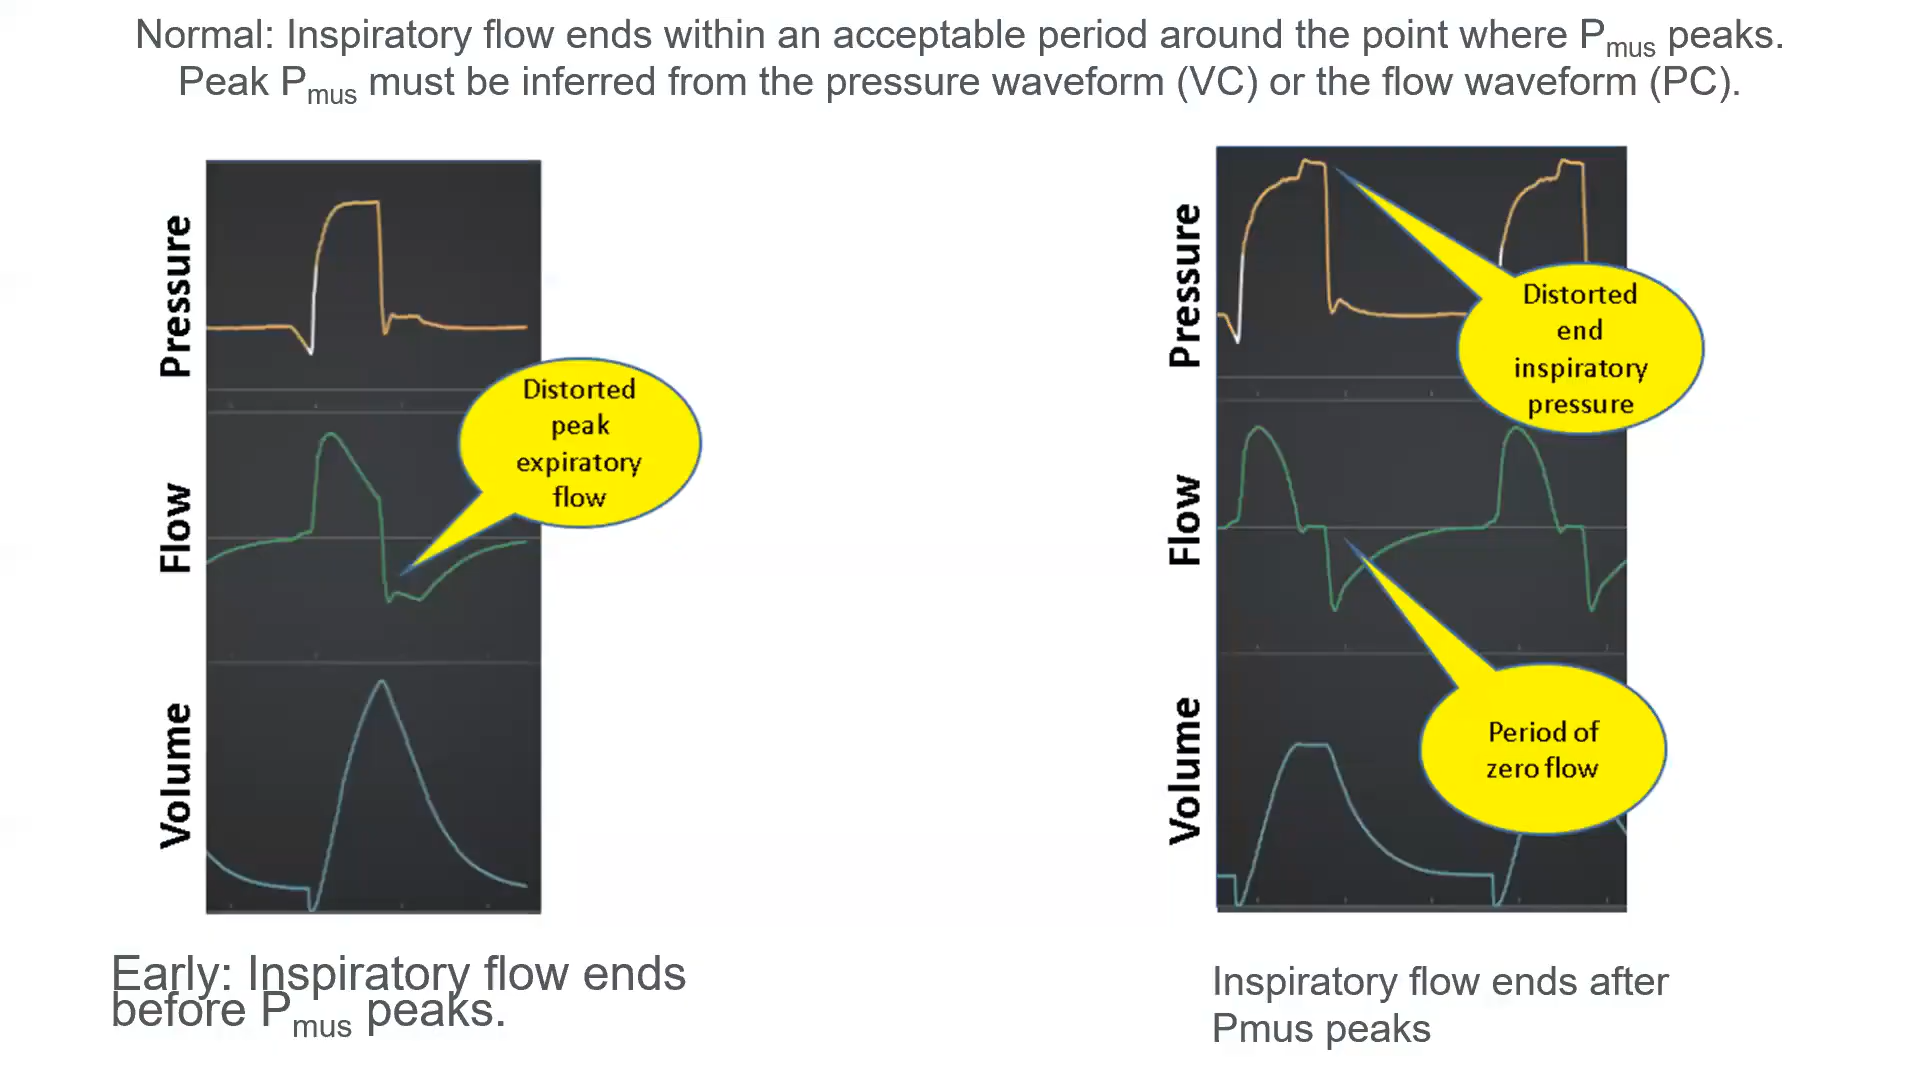 Normal: Inspiratory flow ends within an acceptable period around the point where Pmus peaks.
Peak Pmus must be inferred from the pressure waveform (VC) or the flow waveform (PC).
Pressure
Flow
Volume
Distorted
peak
expiratory
flow
Early: Inspiratory flow ends
before Pmus peaks.
Pressure
Flow
Volume
Distorted
end
inspiratory
pressure
Period of
zero flow
Inspiratory flow ends after
Pmus peaks